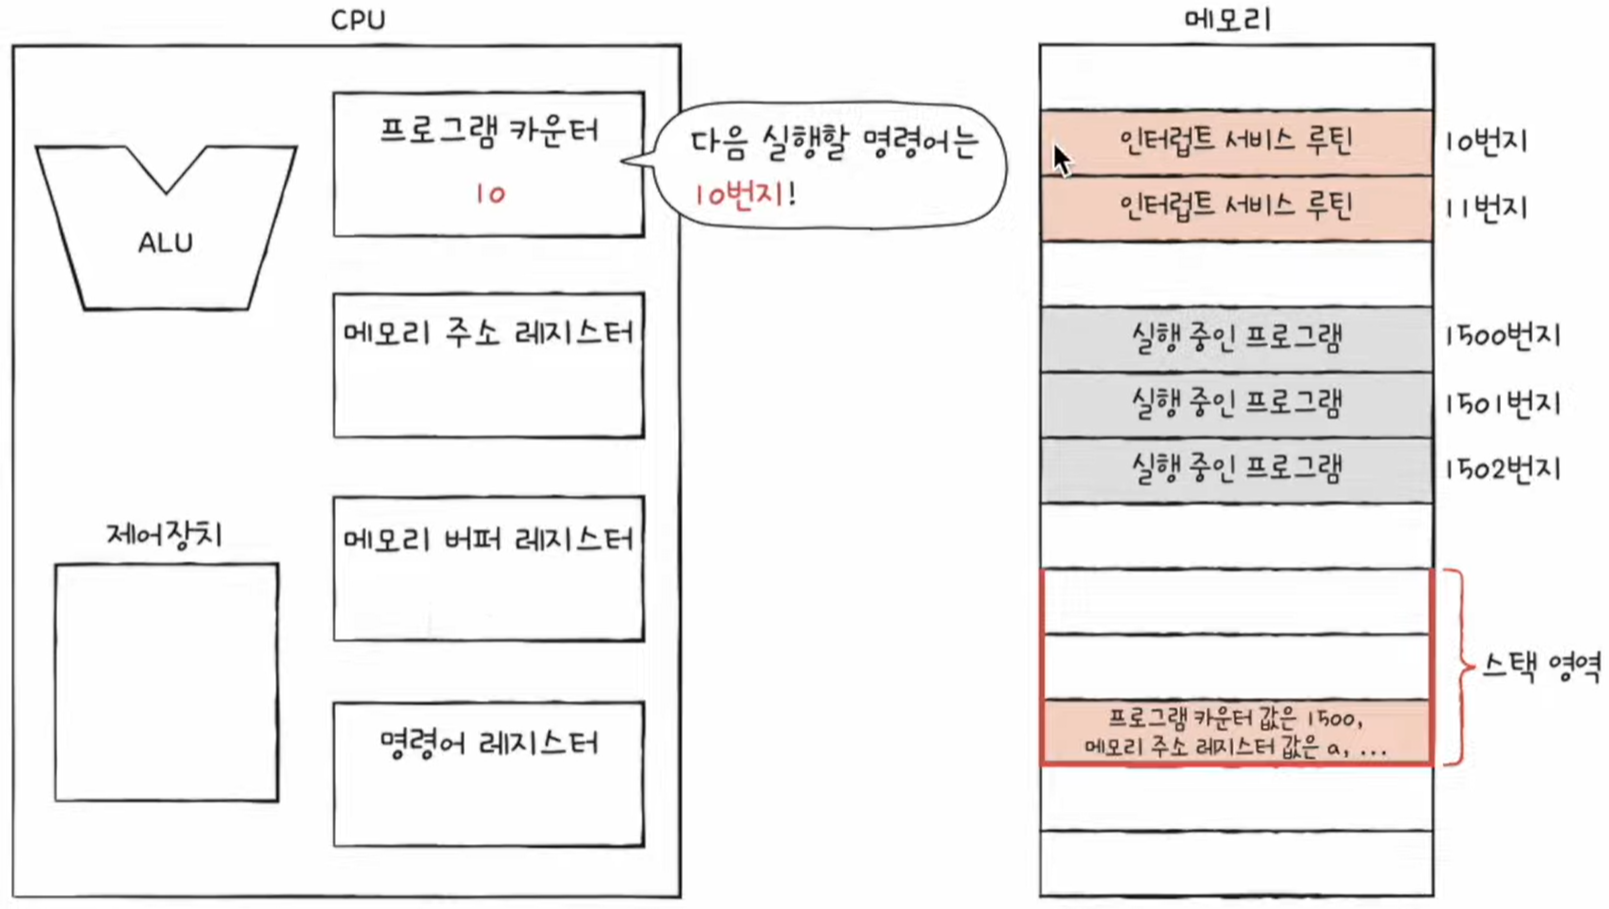 CPU
프로그램 카운터
10
다음 실행할 명령어는
10번지!
ALU
메모리 주소 레지스터
메모리 버퍼 레지스터
제어장치
명령어 레지스터
메모리
인터럽트 서비스 루틴 10번지
인터럽트 서비스 루틴 11번지
실행 중인 프로그램 1500번지
실행 중인 프로그램 1501번지
실행 중인 프로그램 1502번지
스택 영역
프로그램 카운터 값은 1500,
메모리 주소 레지스터 값은 a, ...